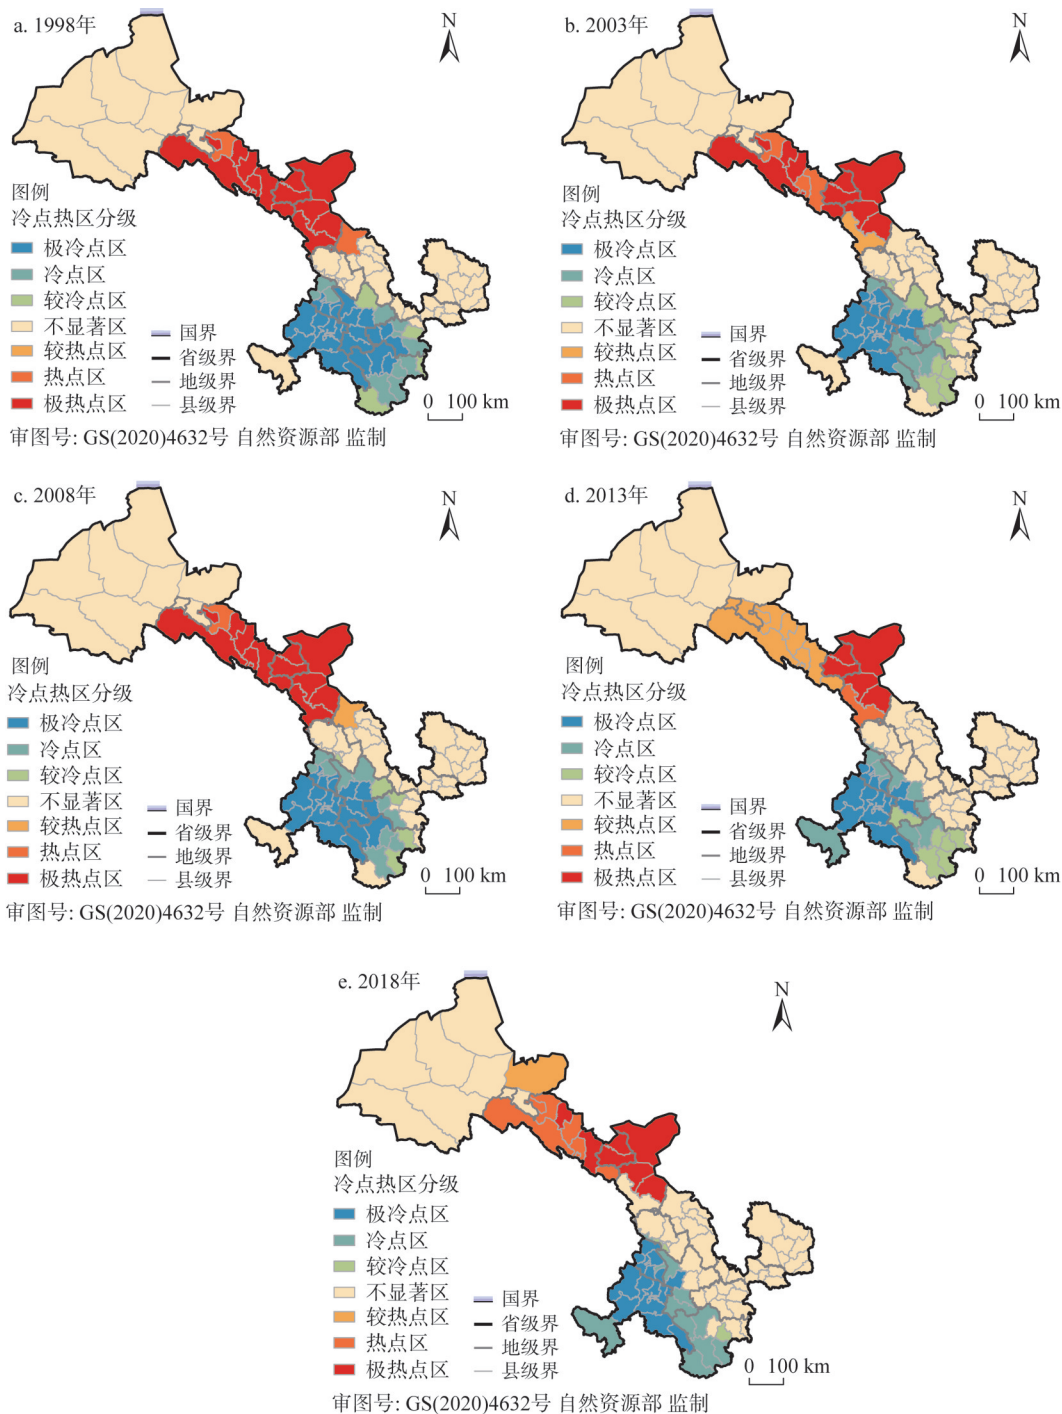 a. 1998年
N
图例
冷点热区分级
极冷点区
冷点区
较冷点区
不显著区
较热点区
热点区
极热点区
国界
省级界
地级界
县级界
0 100 km
审图号: GS(2020)4632号 自然资源部 监制
b. 2003年
N
图例
冷点热区分级
极冷点区
冷点区
较冷点区
不显著区
较热点区
热点区
极热点区
国界
省级界
地级界
县级界
0 100 km
审图号: GS(2020)4632号 自然资源部 监制
c. 2008年
N
图例
冷点热区分级
极冷点区
冷点区
较冷点区
不显著区
较热点区
热点区
极热点区
国界
省级界
地级界
县级界
0 100 km
审图号: GS(2020)4632号 自然资源部 监制
d. 2013年
N
图例
冷点热区分级
极冷点区
冷点区
较冷点区
不显著区
较热点区
热点区
极热点区
国界
省级界
地级界
县级界
0 100 km
审图号: GS(2020)4632号 自然资源部 监制
e. 2018年
N
图例
冷点热区分级
极冷点区
冷点区
较冷点区
不显著区
较热点区
热点区
极热点区
国界
省级界
地级界
县级界
0 100 km
审图号: GS(2020)4632号 自然资源部 监制